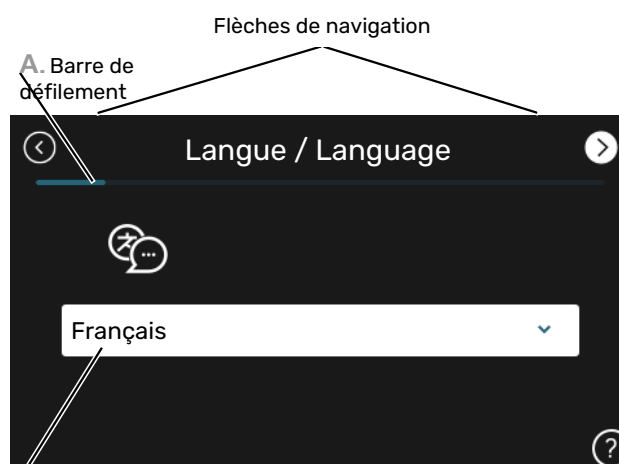 Flèches de navigation
A. Barre de
défilement
Langue / Language
Français
?